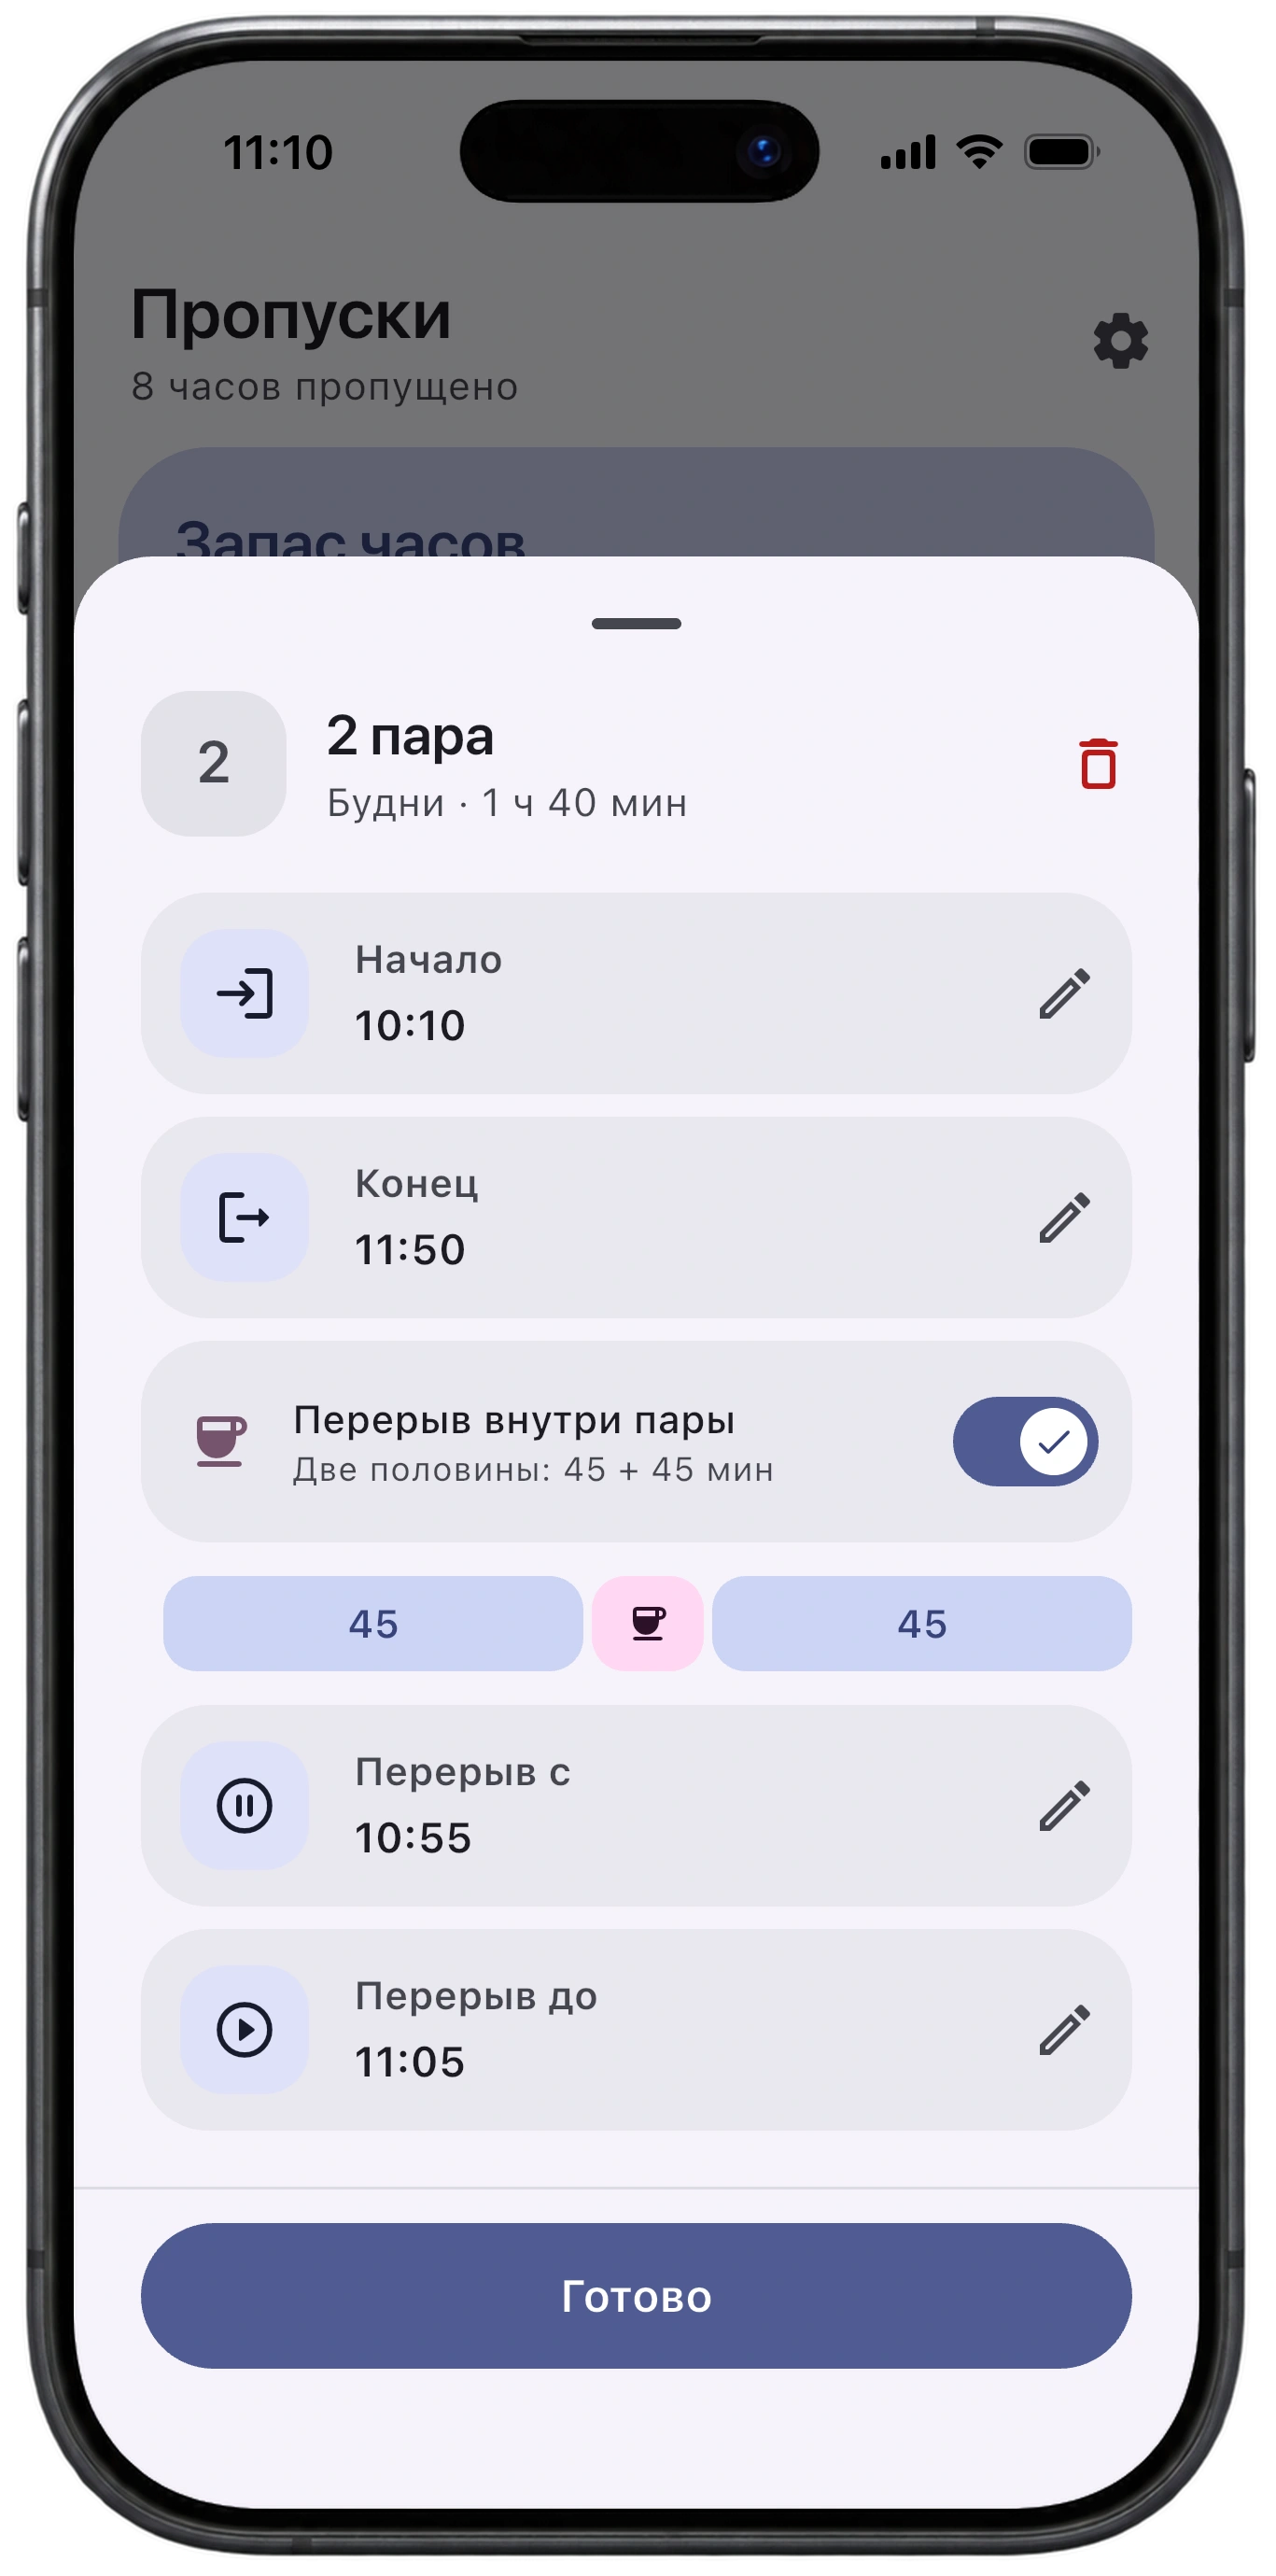 11:10
Пропуски
8 часов пропущено
Запас часов
2
2 пара
Будни · 1 ч 40 мин
Начало
10:10
Конец
11:50
Перерыв внутри пары
Две половины: 45 + 45 мин
45
45
Перерыв с
10:55
Перерыв до
11:05
Готово